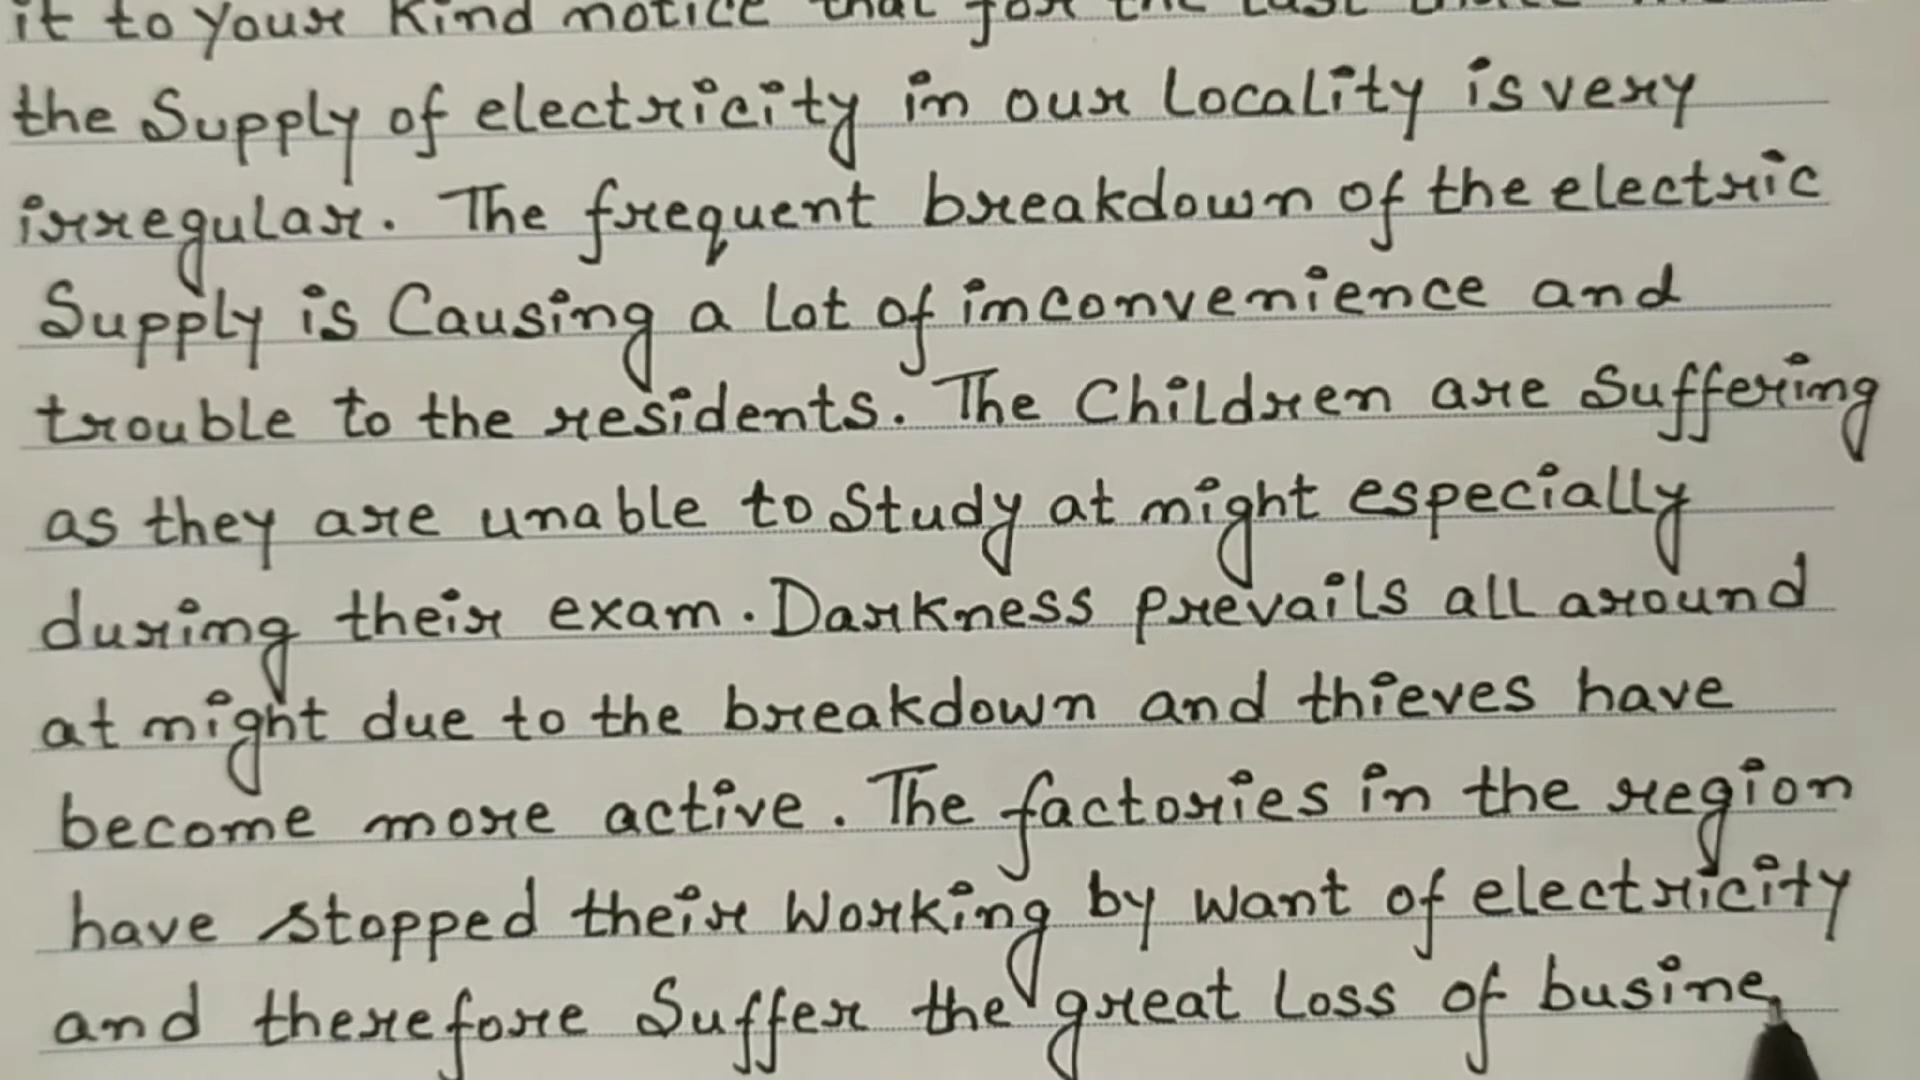 it to your kind notice that for the last
the Supply of electricity in our Locality is very
irregular. The frequent breakdown of the electric
Supply is Causing a Lot of inconvenience and
trouble to the residents. The Children are Suffering
as they are unable to Study at night especially
during their exam. Darkness prevails all around
at night due to the breakdown and thieves have
become more active. The factories in the region
have stopped their Working by Want of electricity
and therefore Suffer the great Loss of busine